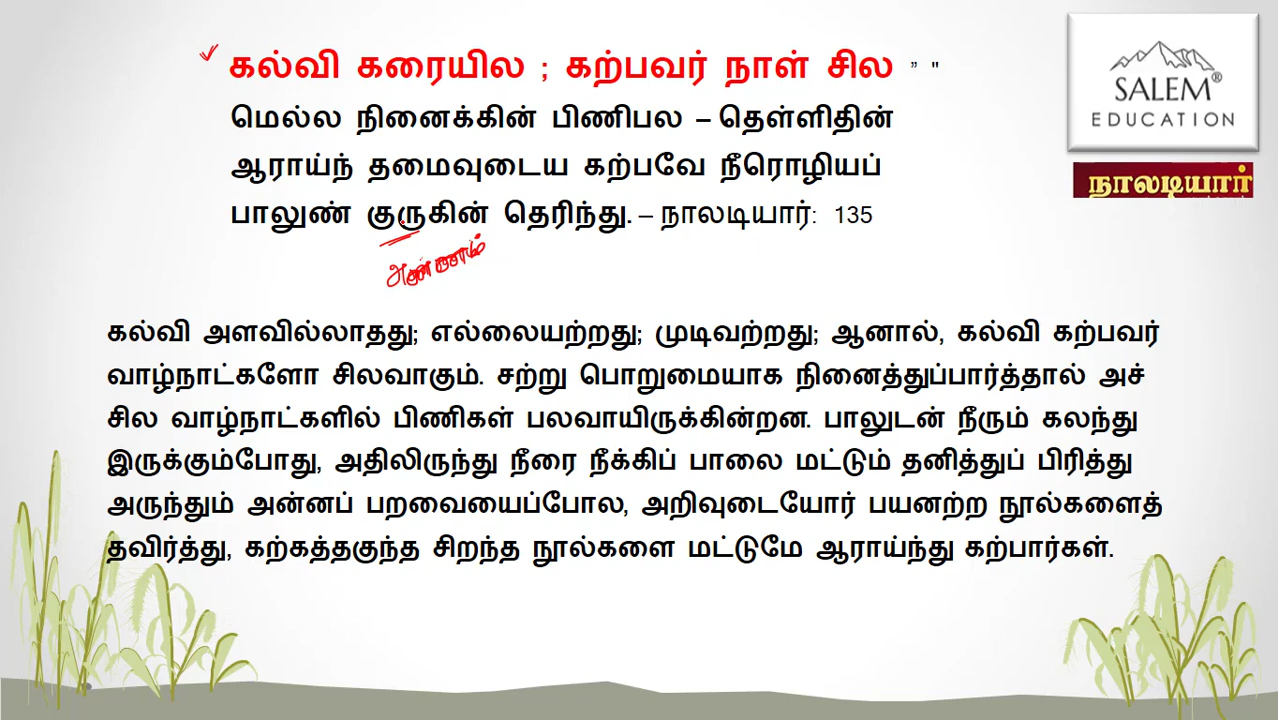 கல்வி கரையில ; கற்பவர் நாள் சில ” "
மெல்ல நினைக்கின் பிணிபல – தெள்ளிதின்
ஆராய்ந் தமைவுடைய கற்பவே நீரொழியப்
பாலுண் குருகின் தெரிந்து. – நாலடியார்: 135
அன்னம்
SALEM®
EDUCATION
நாலடியார்
கல்வி அளவில்லாதது; எல்லையற்றது; முடிவற்றது; ஆனால், கல்வி கற்பவர்
வாழ்நாட்களோ சிலவாகும். சற்று பொறுமையாக நினைத்துப்பார்த்தால் அச்
சில வாழ்நாட்களில் பிணிகள் பலவாயிருக்கின்றன. பாலுடன் நீரும் கலந்து
இருக்கும்போது, அதிலிருந்து நீரை நீக்கிப் பாலை மட்டும் தனித்துப் பிரித்து
அருந்தும் அன்னப் பறவையைப்போல, அறிவுடையோர் பயனற்ற நூல்களைத்
தவிர்த்து, கற்கத்தகுந்த சிறந்த நூல்களை மட்டுமே ஆராய்ந்து கற்பார்கள்.